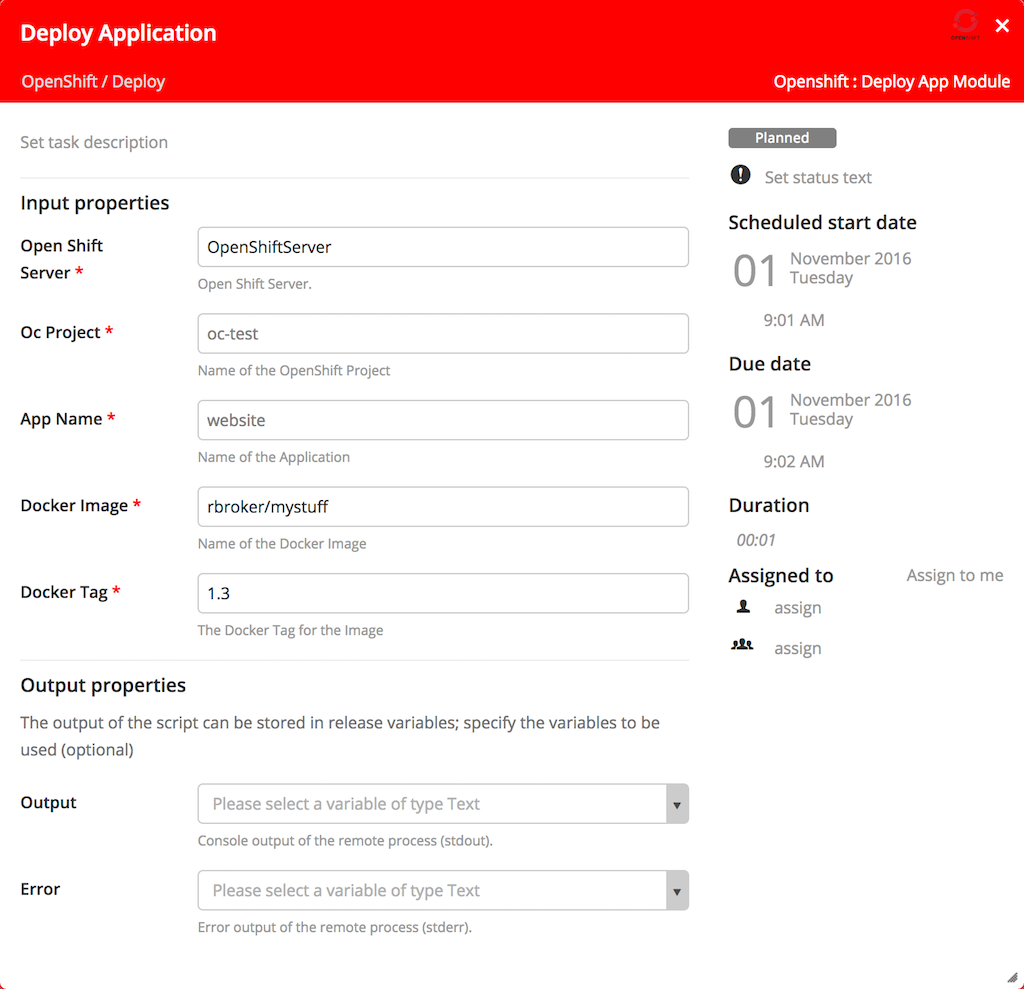 Deploy Application
OPENSHIFT
OpenShift / Deploy
Openshift : Deploy App Module
Set task description
Input properties
Open Shift
Server *
OpenShiftServer
Open Shift Server.
Oc Project *
oc-test
Name of the OpenShift Project
App Name *
website
Name of the Application
Docker Image *
rbroker/mystuff
Name of the Docker Image
Docker Tag *
1.3
The Docker Tag for the Image
Output properties
The output of the script can be stored in release variables; specify the variables to be
used (optional)
Output
Please select a variable of type Text
Console output of the remote process (stdout).
Error
Please select a variable of type Text
Error output of the remote process (stderr).
Planned
Set status text
Scheduled start date
01
November 2016
Tuesday
9:01 AM
Due date
01
November 2016
Tuesday
9:02 AM
Duration
00:01
Assigned to
Assign to me
assign
assign